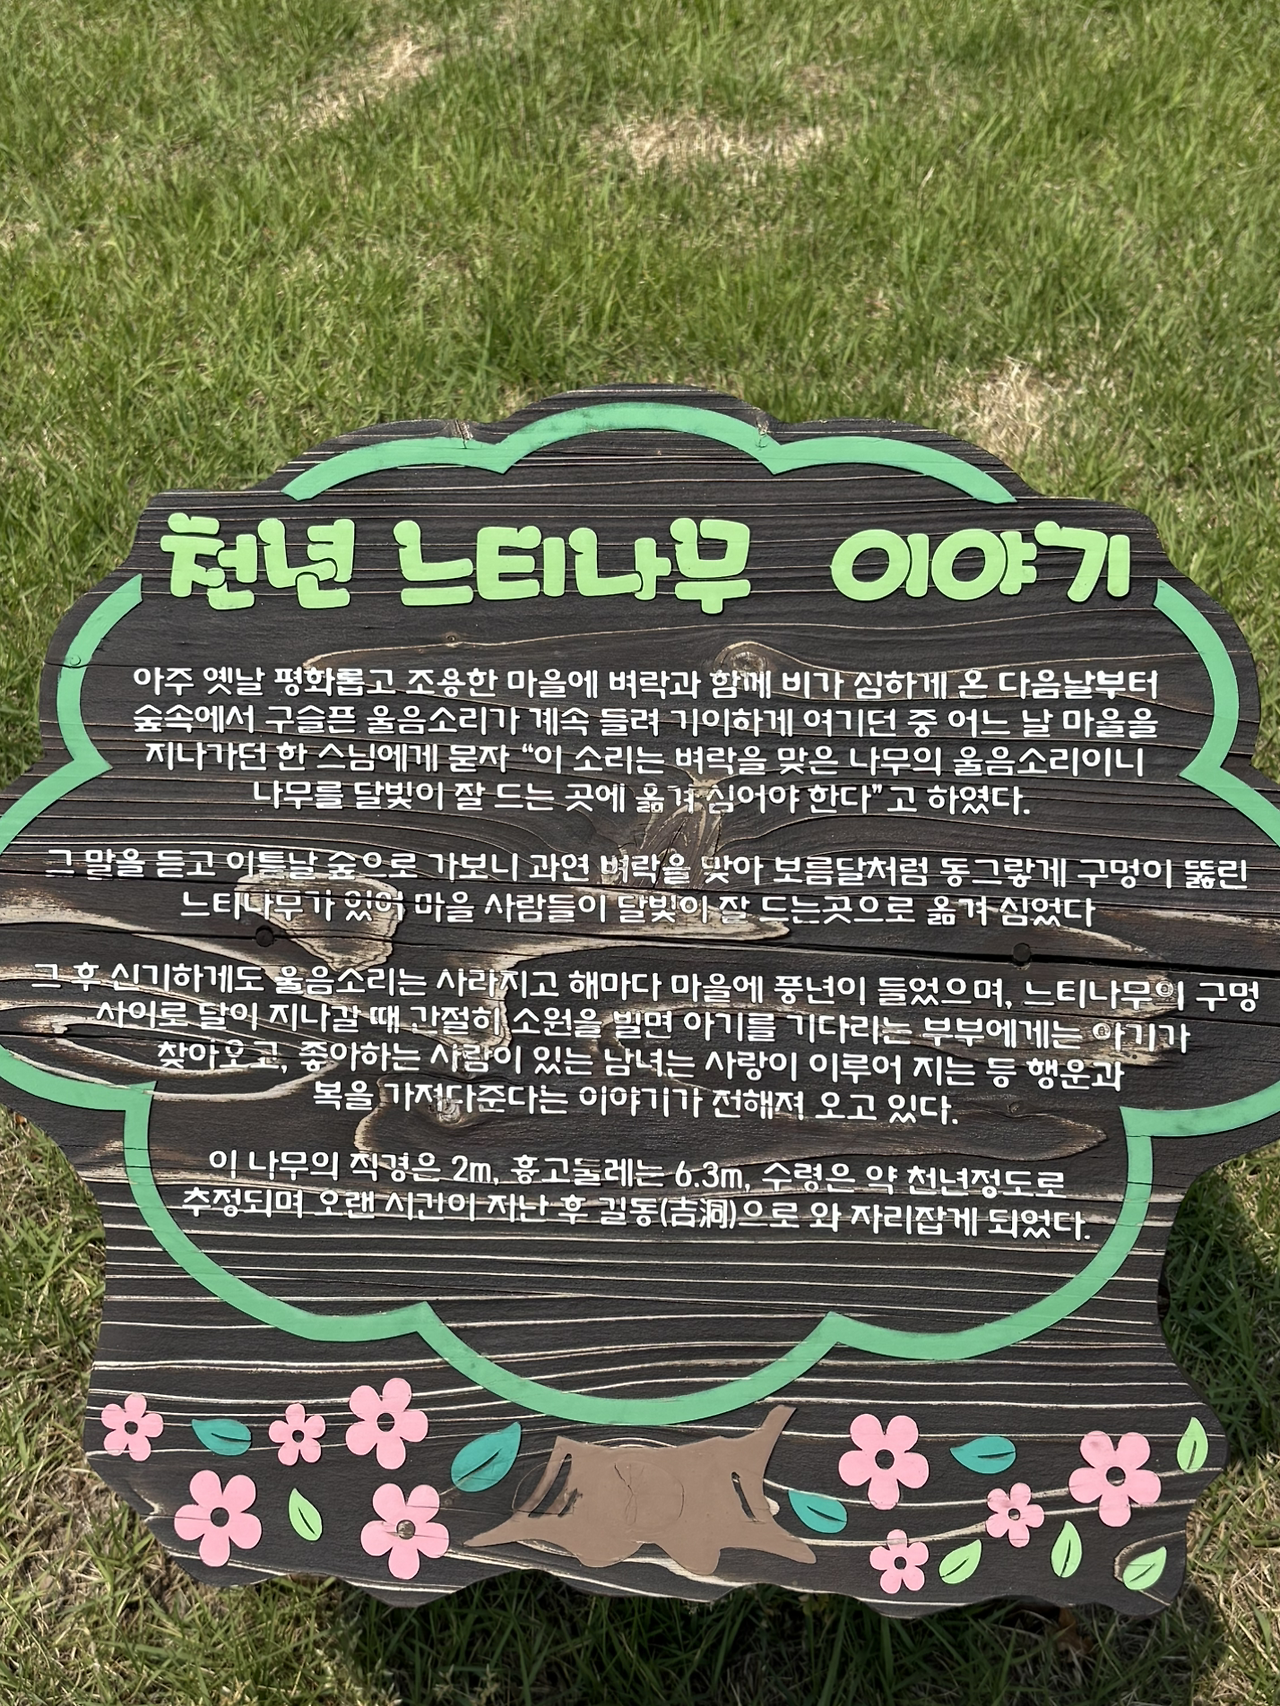 천년 느티나무 이야기
아주 옛날 평화롭고 조용한 마을에 벼락과 함께 비가 심하게 온 다음날부터
숲속에서 구슬픈 울음소리가 계속 들려 기이하게 여기던 중 어느 날 마을을
지나가던 한 스님에게 묻자 “이 소리는 벼락을 맞은 나무의 울음소리이니
나무를 달빛이 잘 드는 곳에 옮겨 심어야 한다”고 하였다.
그 말을 듣고 이튿날 숲으로 가보니 과연 벼락을 맞아 보름달처럼 동그랗게 구멍이 뚫린
느티나무가 있어 마을 사람들이 달빛이 잘 드는곳으로 옮겨 심었다
그 후 신기하게도 울음소리는 사라지고 해마다 마을에 풍년이 들었으며, 느티나무의 구멍
사이로 달이 지나갈 때 간절히 소원을 빌면 아기를 기다리는 부부에게는 아기가
찾아오고, 좋아하는 사람이 있는 남녀는 사랑이 이루어 지는 등 행운과
복을 가져다준다는 이야기가 전해져 오고 있다.
이 나무의 직경은 2m, 흉고둘레는 6.3m, 수령은 약 천년정도로
추정되며 오랜 시간이 지난 후 길동(吉洞)으로 와 자리잡게 되었다.